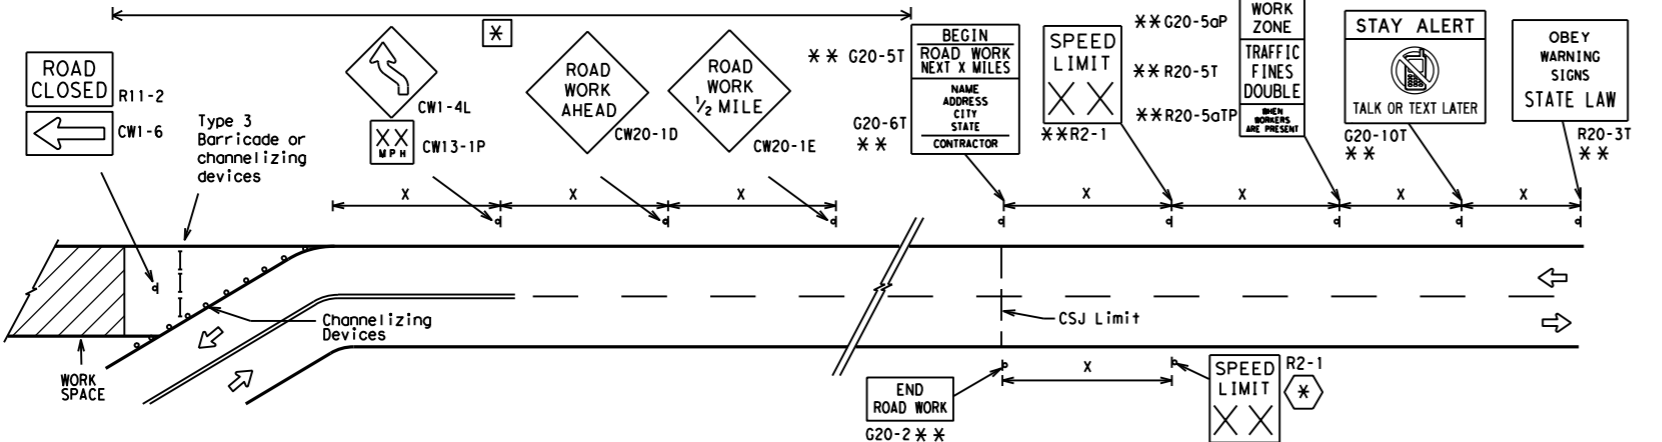 ROAD
CLOSED
R11-2
CW1-6
Type 3
Barricade or
channelizing
devices
*
CW1-4L
XX
MPH
CW13-1P
ROAD
WORK
AHEAD
CW20-1D
ROAD
WORK
1/2 MILE
CW20-1E
** G20-5T
BEGIN
ROAD WORK
NEXT X MILES
NAME
ADDRESS
CITY
STATE
CONTRACTOR
G20-6T
**
SPEED
LIMIT
XX
**R2-1
**G20-5aP
WORK
ZONE
**R20-5T
TRAFFIC
FINES
DOUBLE
**R20-5aTP
WHEN
WORKERS
ARE PRESENT
STAY ALERT
TALK OR TEXT LATER
G20-10T
**
OBEY
WARNING
SIGNS
STATE LAW
R20-3T
**
X X X X X X X
Channelizing
Devices
CSJ Limit
WORK
SPACE
X
END
ROAD WORK
G20-2 **
SPEED
LIMIT
XX
R2-1
*